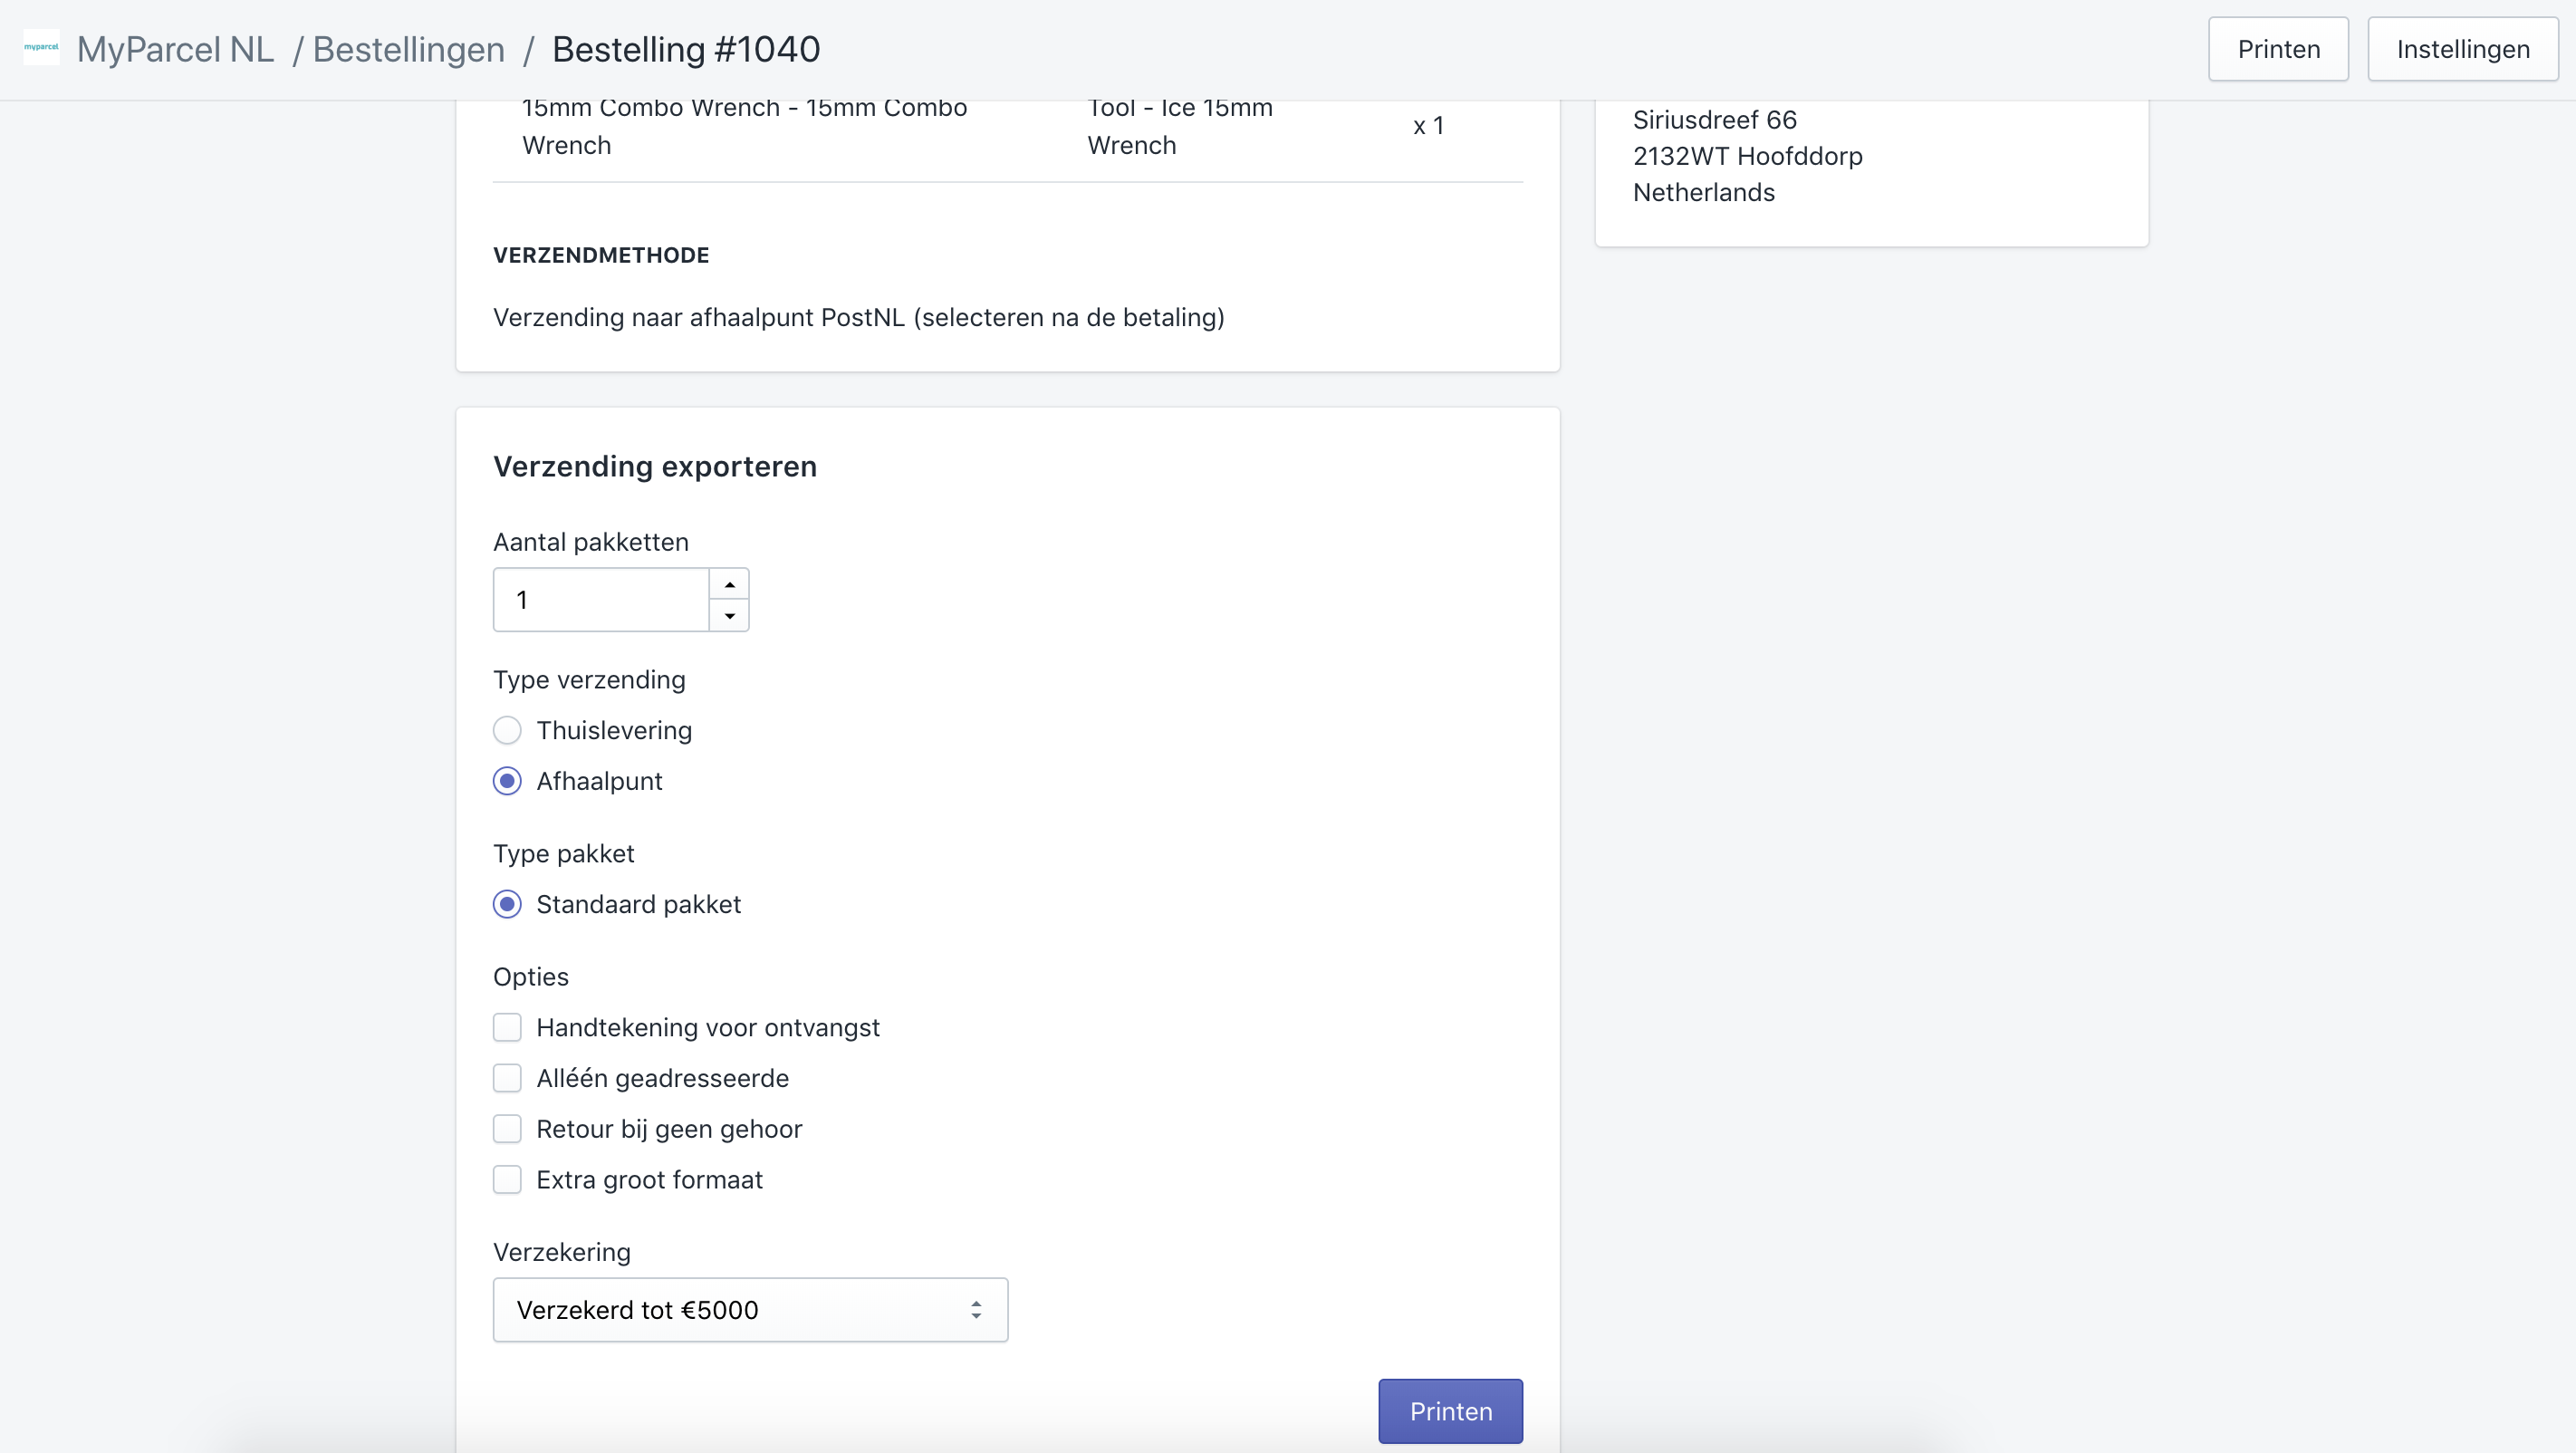 myparcel MyParcel NL / Bestellingen / Bestelling #1040 Printen Instellingen
15mm Combo Wrench - 15mm Combo
Wrench
Tool - Ice 15mm
Wrench
x 1
Siriusdreef 66
2132WT Hoofddorp
Netherlands
VERZENDMETHODE
Verzending naar afhaalpunt PostNL (selecteren na de betaling)
Verzending exporteren
Aantal pakketten
1
Type verzending
Thuislevering
Afhaalpunt
Type pakket
Standaard pakket
Opties
Handtekening voor ontvangst
Alléén geadresseerde
Retour bij geen gehoor
Extra groot formaat
Verzekering
Verzekerd tot €5000
Printen